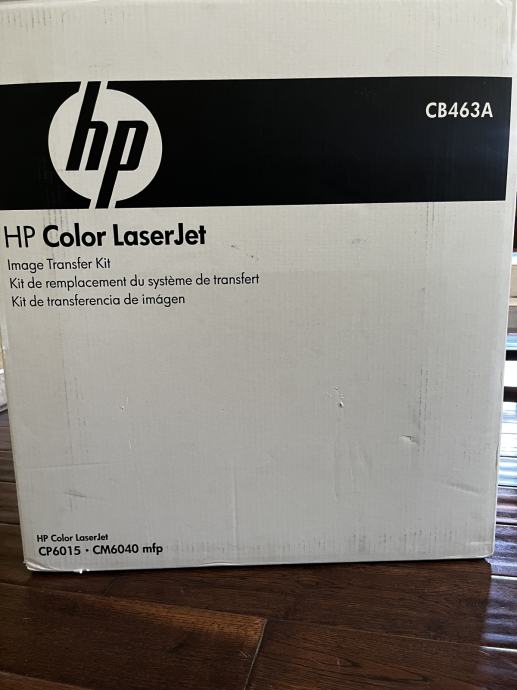 hp
CB463A
HP Color LaserJet
Image Transfer Kit
Kit de remplacement du système de transfert
Kit de transferencia de imágen
HP Color LaserJet
CP6015 • CM6040 mfp